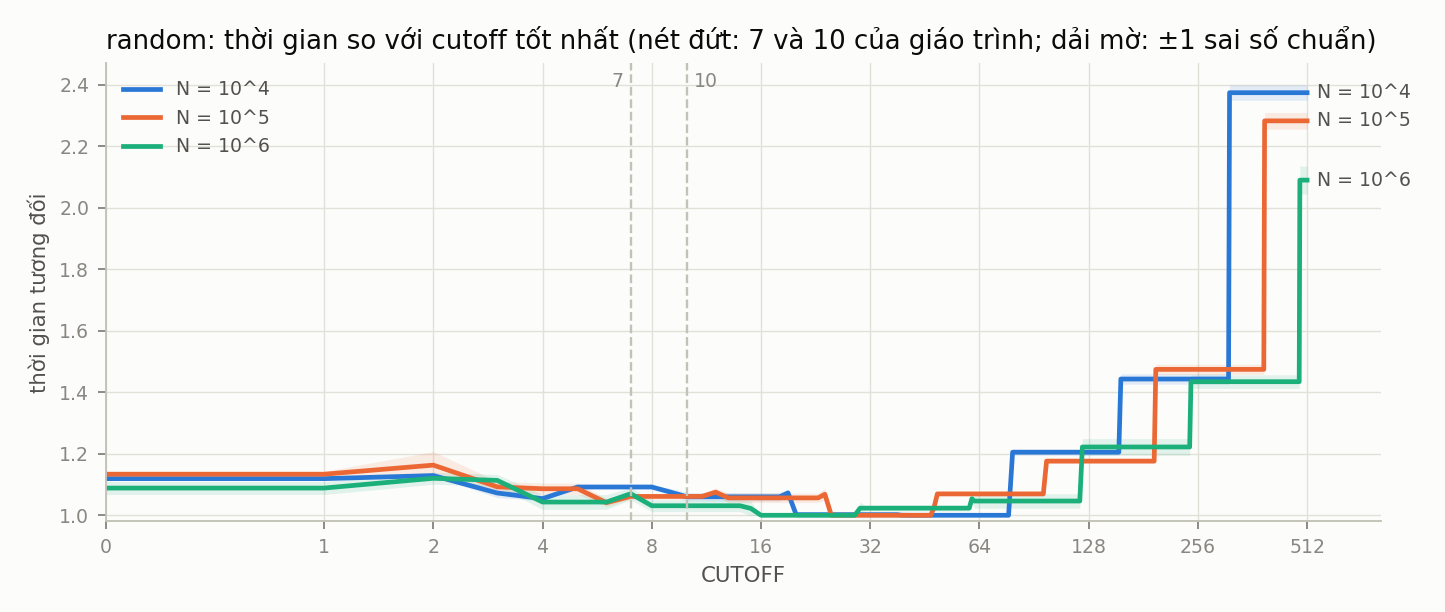 random: thời gian so với cutoff tốt nhất (nét đứt: 7 và 10 của giáo trình; dải mờ: ±1 sai số chuẩn)
N = 10^4
N = 10^5
N = 10^6
7
10
N = 10^4
N = 10^5
N = 10^6
thời gian tương đối
2.4
2.2
2.0
1.8
1.6
1.4
1.2
1.0
0 1 2 4 8 16 32 64 128 256 512
CUTOFF